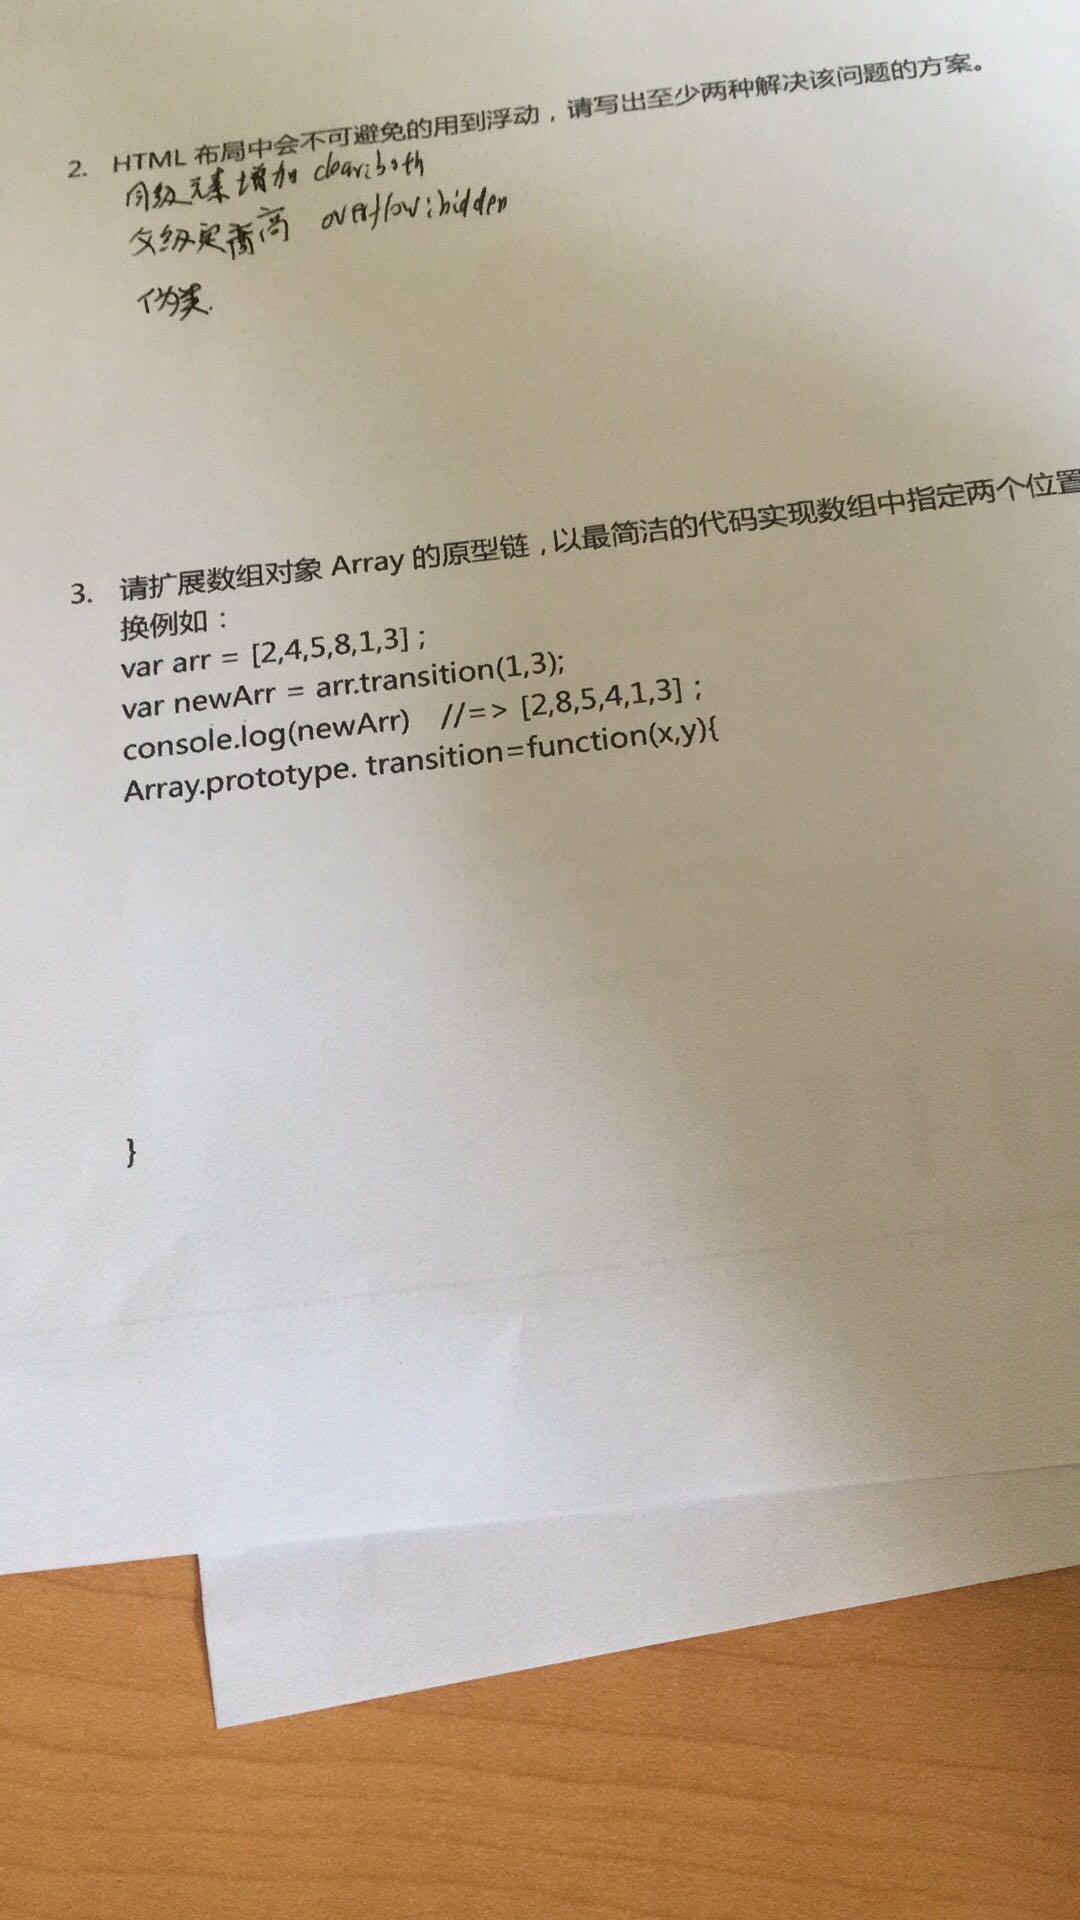 2. HTML 布局中会不可避免的用到浮动，请写出至少两种解决该问题的方案。
同级元素增加 clear:both
父级定高 overflow:hidden
伪类.
3. 请扩展数组对象 Array 的原型链，以最简洁的代码实现数组中指定两个位置
换例如：
var arr = [2,4,5,8,1,3]；
var newArr = arr.transition(1,3);
console.log(newArr) //=> [2,8,5,4,1,3]；
Array.prototype. transition=function(x,y){
}